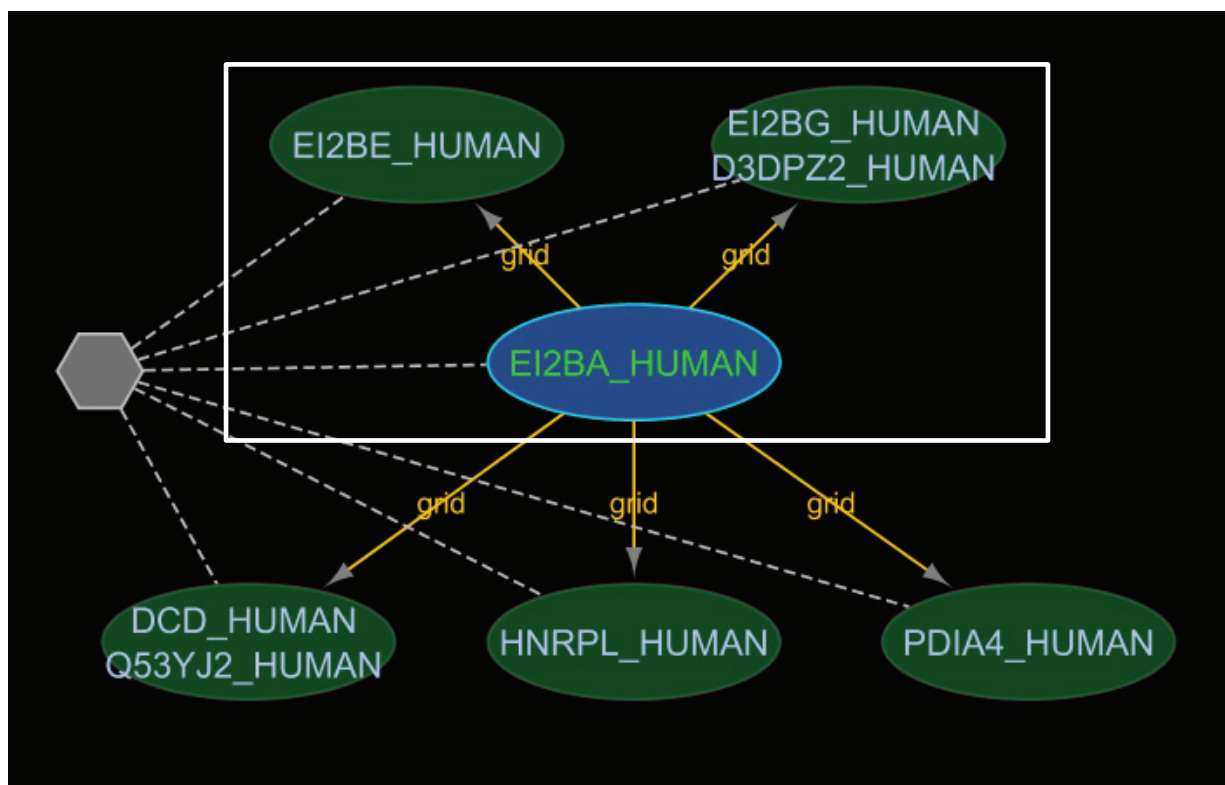 EI2BE_HUMAN
EI2BG_HUMAN
D3DPZ2_HUMAN
grid
grid
EI2BA_HUMAN
grid
grid
grid
DCD_HUMAN
Q53YJ2_HUMAN
HNRPL_HUMAN
PDIA4_HUMAN